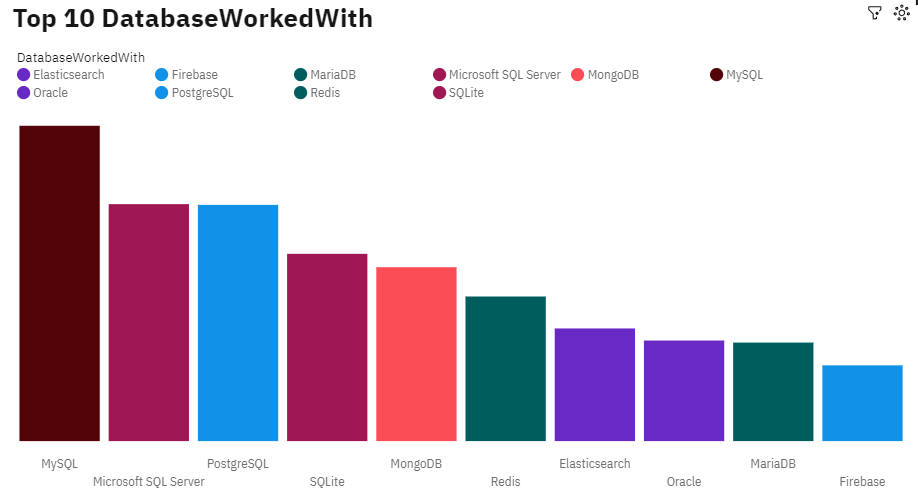 Top 10 DatabaseWorkedWith
DatabaseWorkedWith
Elasticsearch Firebase MariaDB Microsoft SQL Server MongoDB MySQL
Oracle PostgreSQL Redis SQLite
MySQL PostgreSQL MongoDB Elasticsearch MariaDB
Microsoft SQL Server SQLite Redis Oracle Firebase